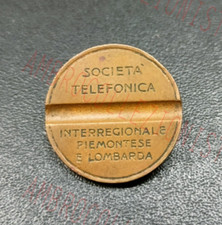 SOCIETA'
TELEFONICA
INTERREGIONALE
PIEMONTESE
E LOMBARDA